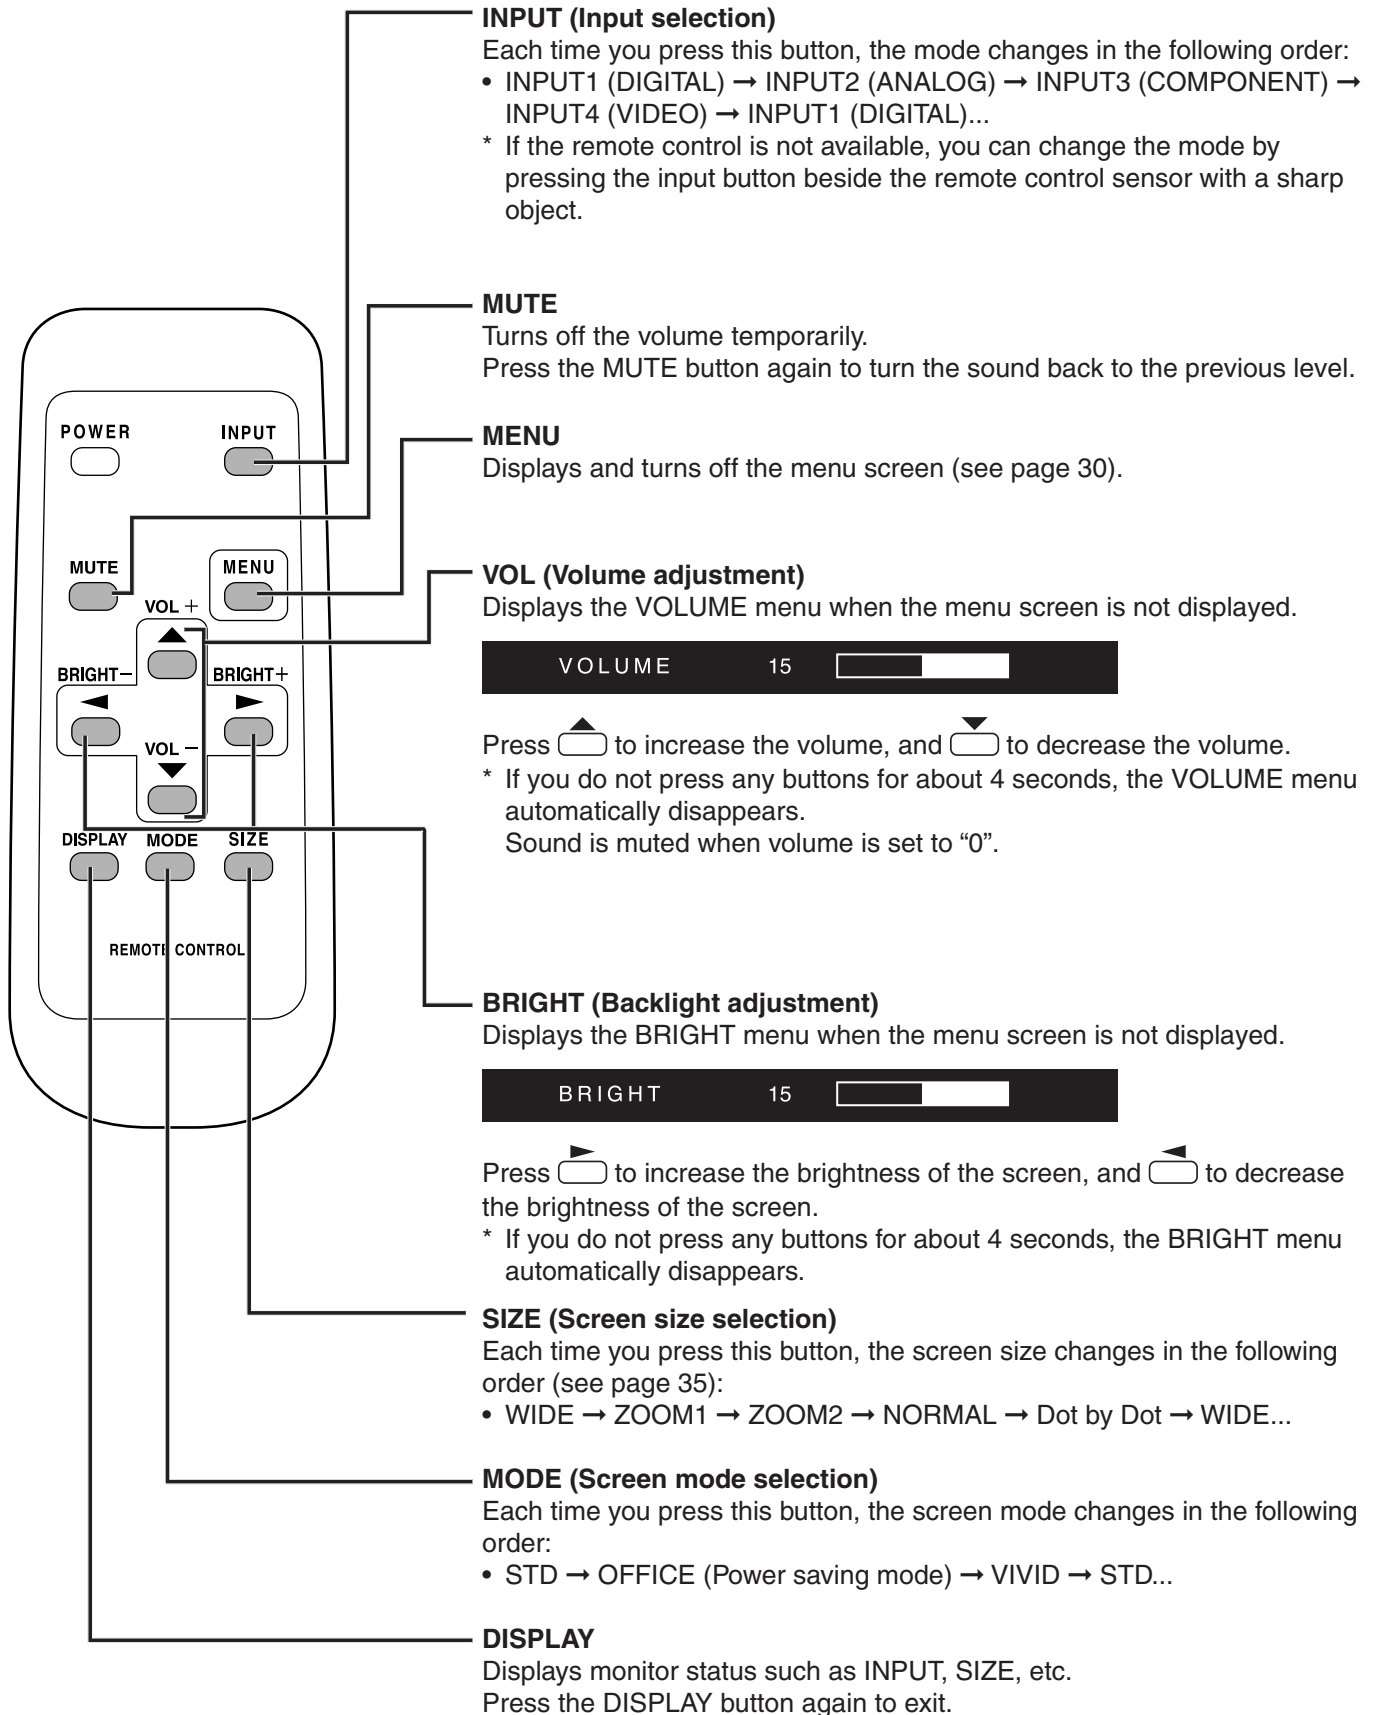 INPUT (Input selection)
Each time you press this button, the mode changes in the following order:
• INPUT1 (DIGITAL) → INPUT2 (ANALOG) → INPUT3 (COMPONENT) →
INPUT4 (VIDEO) → INPUT1 (DIGITAL)...
* If the remote control is not available, you can change the mode by
pressing the input button beside the remote control sensor with a sharp
object.
MUTE
Turns off the volume temporarily.
Press the MUTE button again to turn the sound back to the previous level.
MENU
Displays and turns off the menu screen (see page 30).
VOL (Volume adjustment)
Displays the VOLUME menu when the menu screen is not displayed.
VOLUME 15
Press ▲ to increase the volume, and ▼ to decrease the volume.
* If you do not press any buttons for about 4 seconds, the VOLUME menu
automatically disappears.
Sound is muted when volume is set to “0”.
BRIGHT (Backlight adjustment)
Displays the BRIGHT menu when the menu screen is not displayed.
BRIGHT 15
Press ► to increase the brightness of the screen, and ◄ to decrease
the brightness of the screen.
* If you do not press any buttons for about 4 seconds, the BRIGHT menu
automatically disappears.
SIZE (Screen size selection)
Each time you press this button, the screen size changes in the following
order (see page 35):
• WIDE → ZOOM1 → ZOOM2 → NORMAL → Dot by Dot → WIDE...
MODE (Screen mode selection)
Each time you press this button, the screen mode changes in the following
order:
• STD → OFFICE (Power saving mode) → VIVID → STD...
DISPLAY
Displays monitor status such as INPUT, SIZE, etc.
Press the DISPLAY button again to exit.
POWER INPUT
MUTE MENU
VOL +
BRIGHT− BRIGHT+
VOL −
DISPLAY MODE SIZE
REMOTE CONTROL